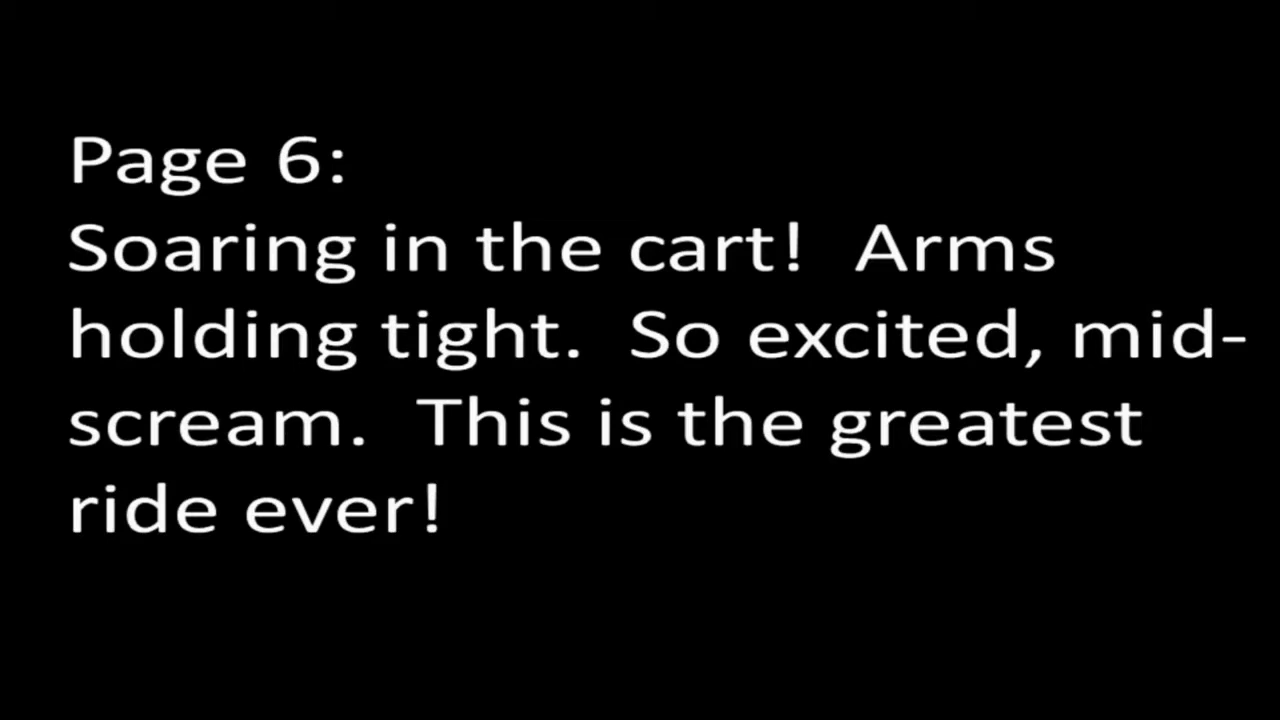 Page 6:
Soaring in the cart!  Arms
holding tight.  So excited, mid-
scream.  This is the greatest
ride ever!